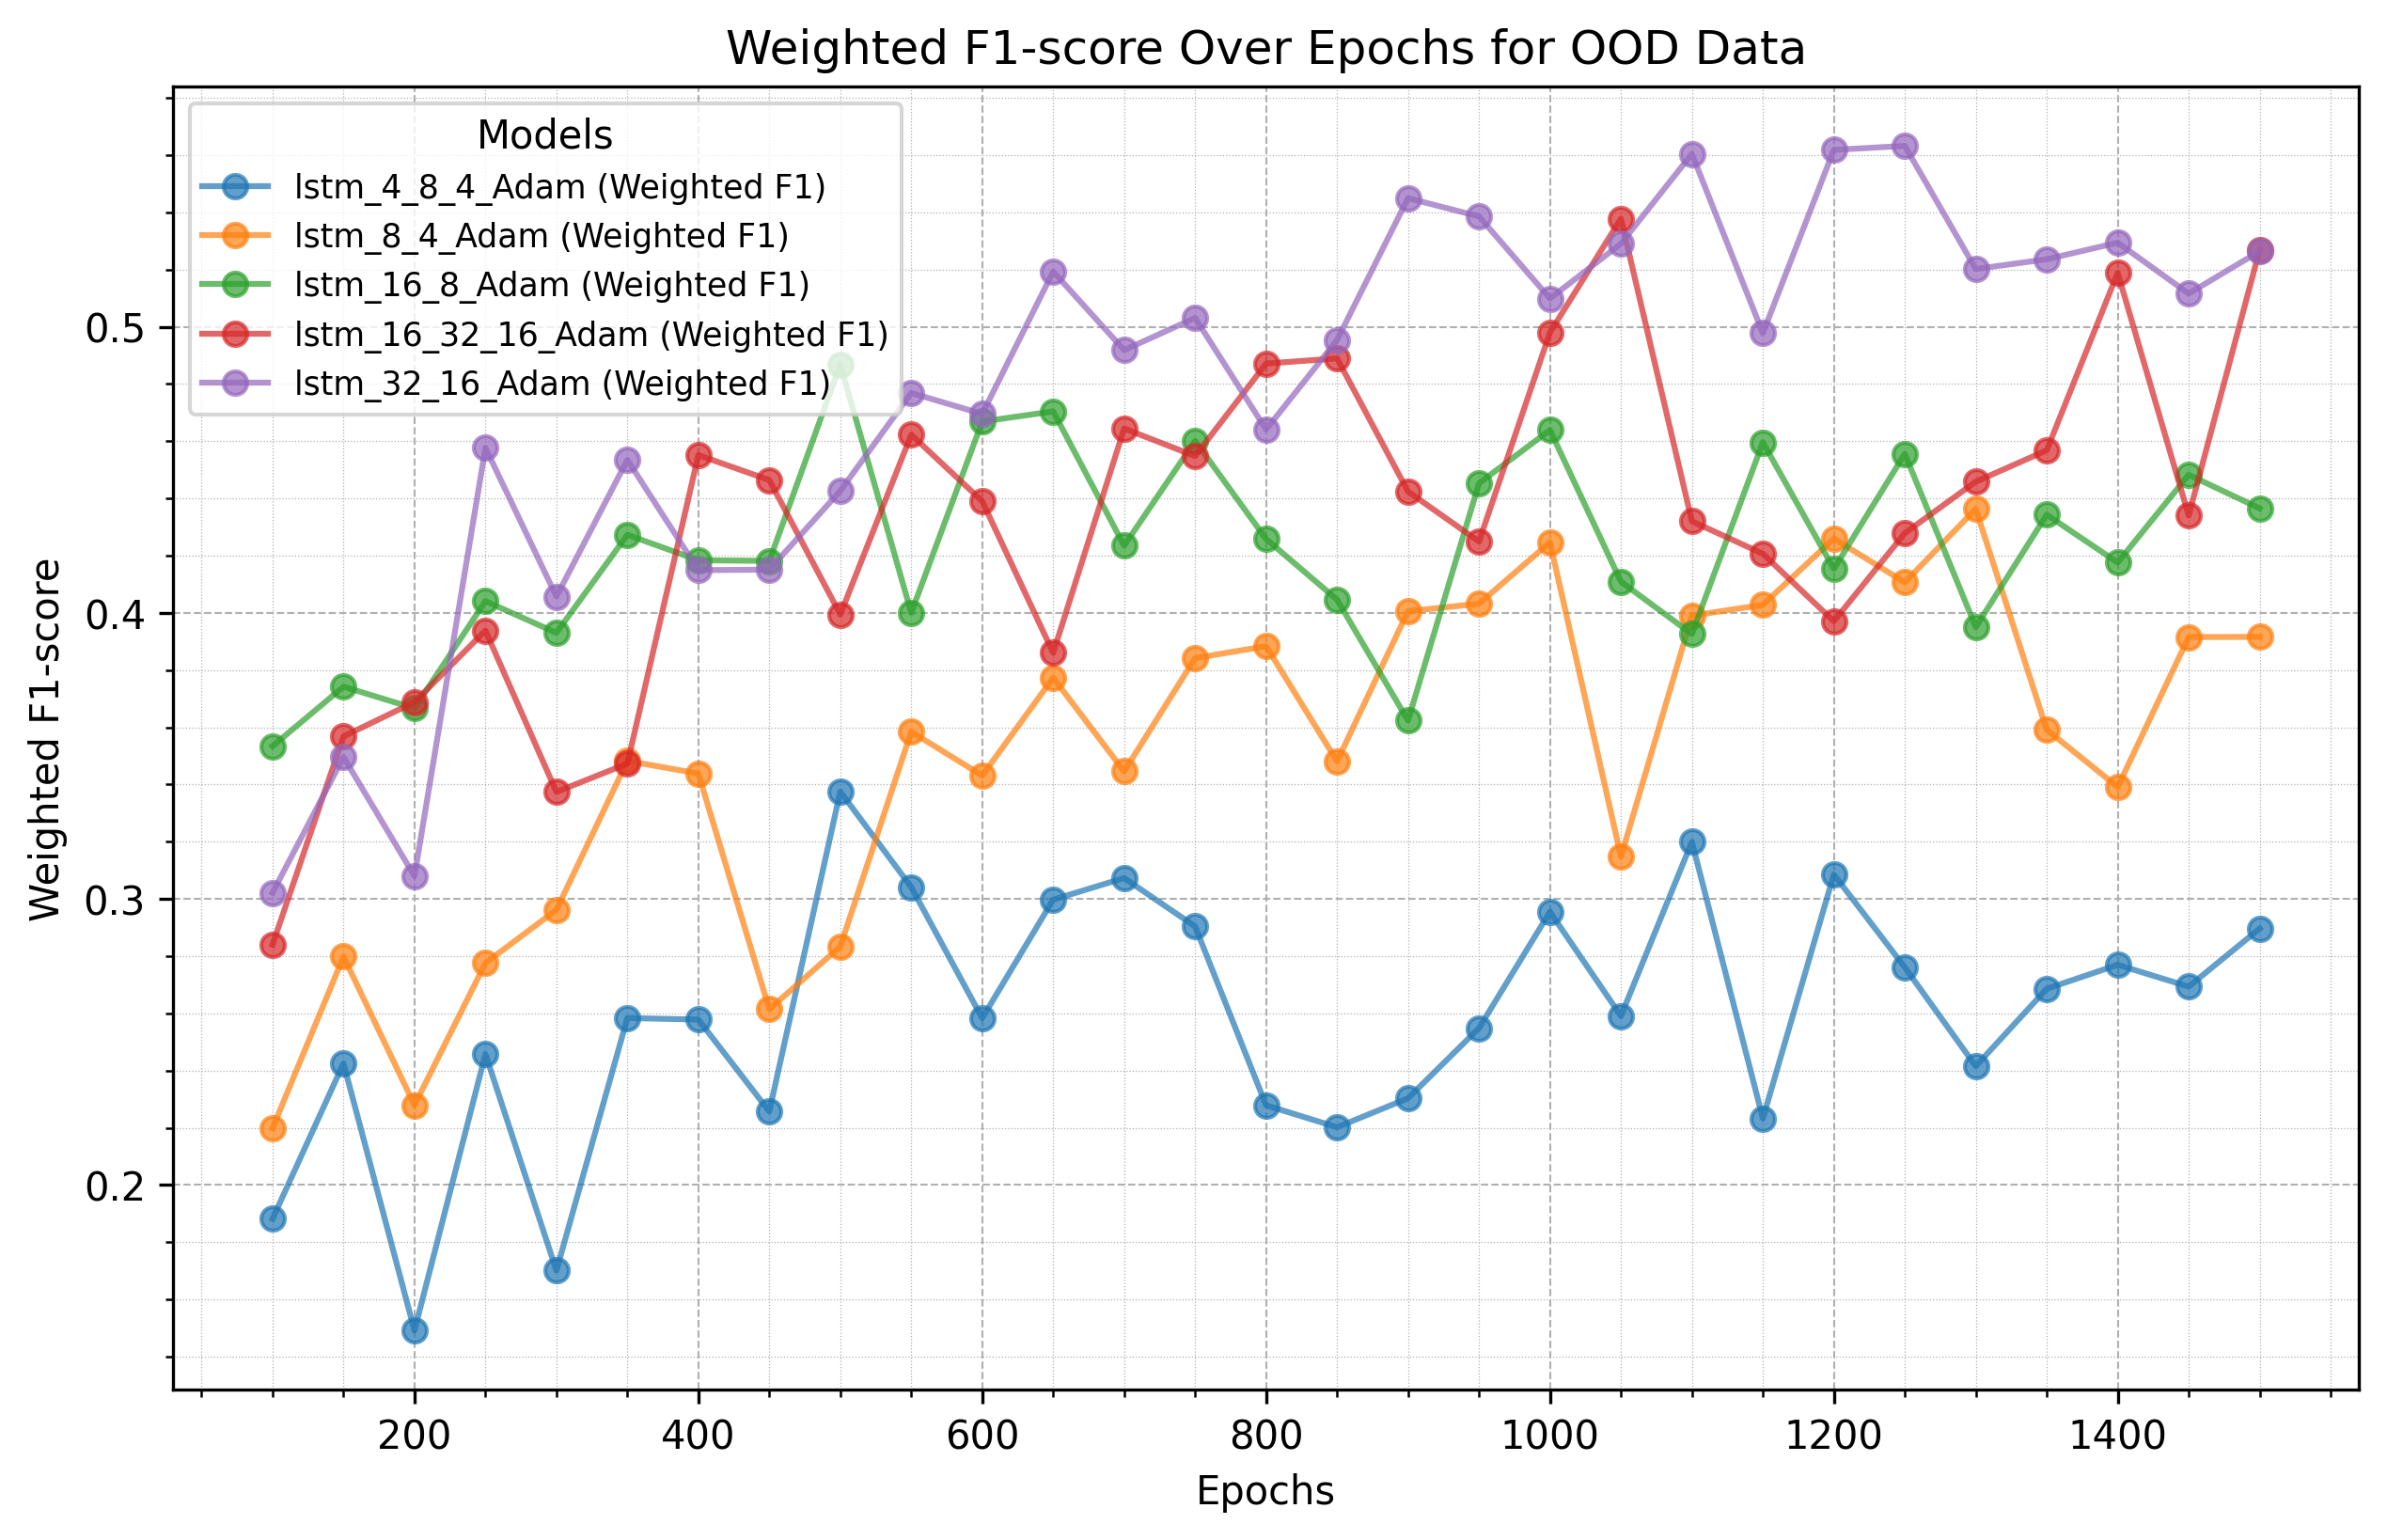 Weighted F1-score Over Epochs for OOD Data
Models
lstm_4_8_4_Adam (Weighted F1)
lstm_8_4_Adam (Weighted F1)
lstm_16_8_Adam (Weighted F1)
lstm_16_32_16_Adam (Weighted F1)
lstm_32_16_Adam (Weighted F1)
Weighted F1-score
0.5
0.4
0.3
0.2
200 400 600 800 1000 1200 1400
Epochs